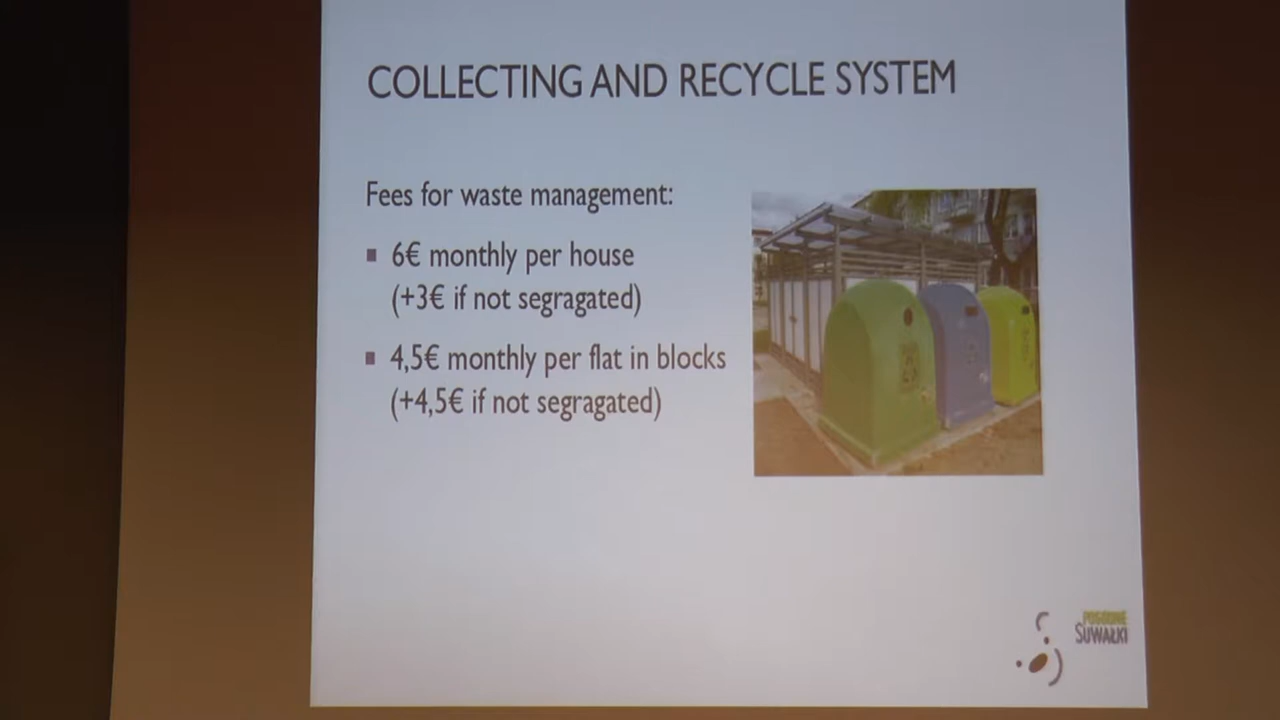 COLLECTING AND RECYCLE SYSTEM
Fees for waste management:
6€ monthly per house
(+3€ if not segragated)
4,5€ monthly per flat in blocks
(+4,5€ if not segragated)
POGODNE
SUWAŁKI